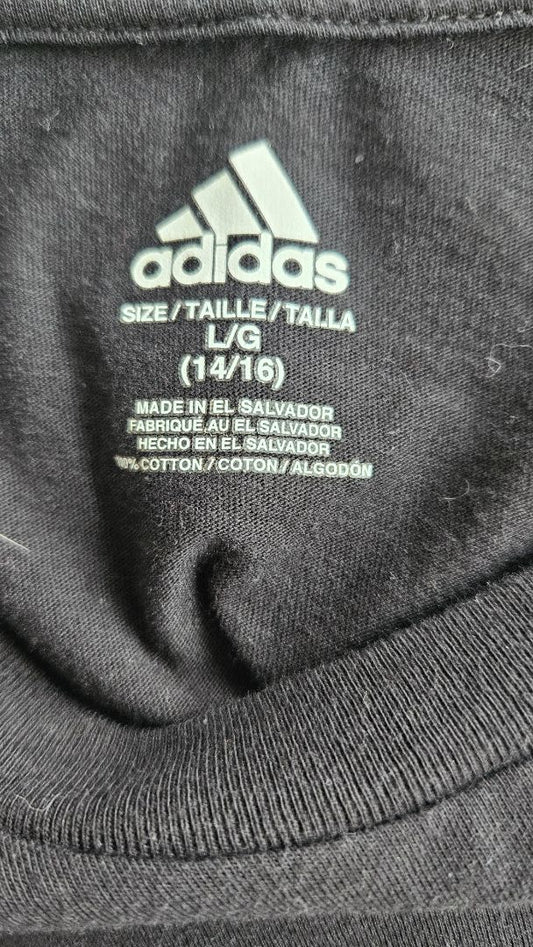 adidas
SIZE/TAILLE/TALLA
L/G
(14/16)
MADE IN EL SALVADOR
FABRIQUÉ AU EL SALVADOR
HECHO EN EL SALVADOR
100% COTTON / COTON / ALGODÓN